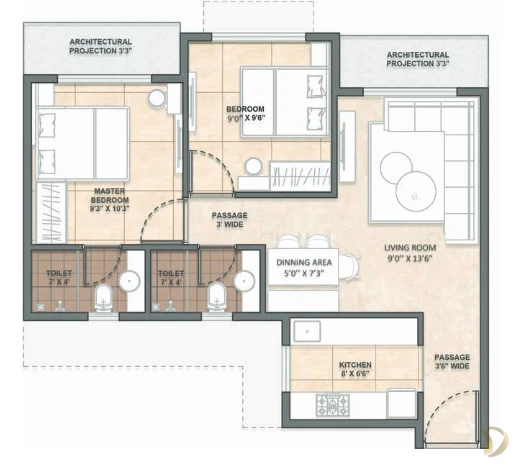 ARCHITECTURAL
PROJECTION 3'3"
ARCHITECTURAL
PROJECTION 3'3"
BEDROOM
9'0" X 9'6"
MASTER
BEDROOM
9'3" X 10'3"
PASSAGE
3' WIDE
LIVING ROOM
9'0" X 13'6"
DINNING AREA
5'0" X 7'3"
TOILET
7' X 4'
TOILET
7' X 4'
KITCHEN
8' X 6'6"
PASSAGE
3'6" WIDE